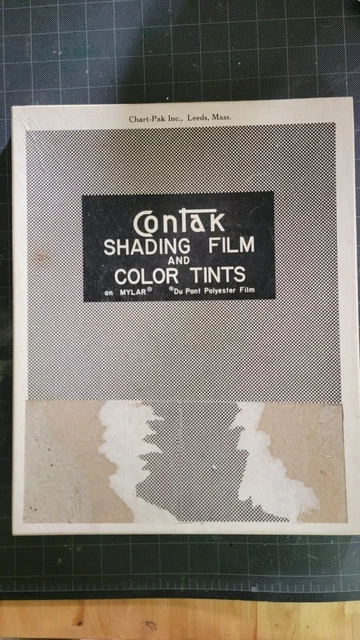 Chart-Pak Inc., Leeds, Mass.
Contak
SHADING FILM
AND
COLOR TINTS
on MYLAR® ®Du Pont Polyester Film